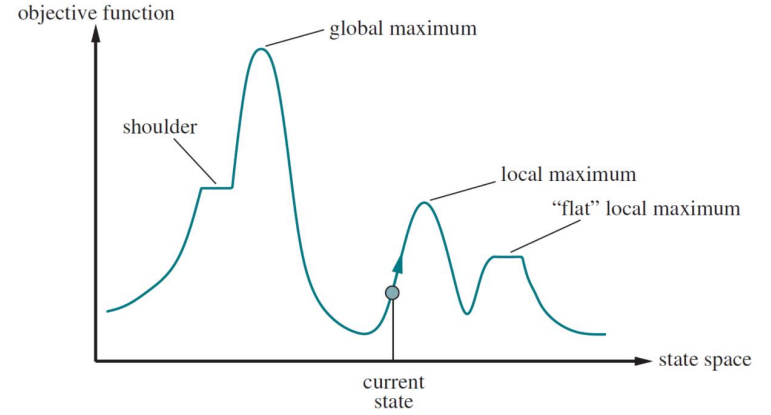 objective function
global maximum
shoulder
local maximum
“flat” local maximum
state space
current
state